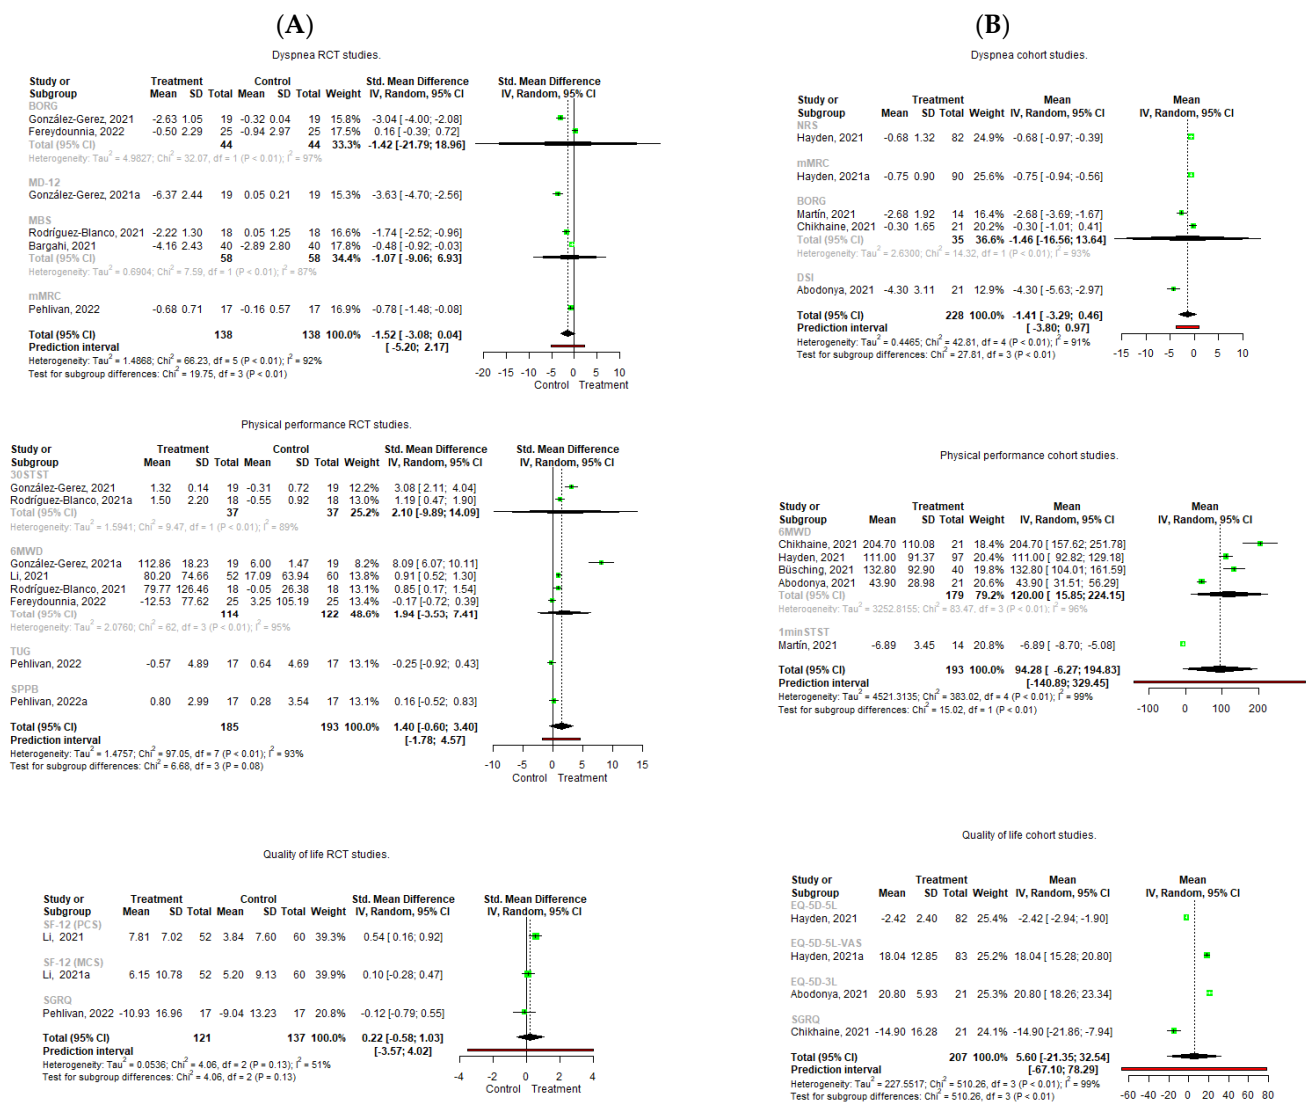 (A)
Dyspnea RCT studies.
Study or Treatment Control Std. Mean Difference Std. Mean Difference
Subgroup Mean SD Total Mean SD Total Weight IV, Random, 95% CI IV, Random, 95% CI
BORG
González-Gerez, 2021 -2.63 1.05 19 -0.32 0.04 19 15.8% -3.04 [ -4.00; -2.08]
Fereydounnia, 2022 -0.50 2.29 25 -0.94 2.97 25 17.5% 0.16 [ -0.39; 0.72]
Total (95% CI) 44 44 33.3% -1.42 [-21.79; 18.96]
Heterogeneity: Tau² = 4.9827; Chi² = 32.07, df = 1 (P < 0.01); I² = 97%
MD-12
González-Gerez, 2021a -6.37 2.44 19 0.05 0.21 19 15.3% -3.63 [ -4.70; -2.56]
MBS
Rodríguez-Blanco, 2021 -2.22 1.30 18 0.05 1.25 18 16.6% -1.74 [ -2.52; -0.96]
Bargahi, 2021 -4.16 2.43 40 -2.89 2.80 40 17.8% -0.48 [ -0.92; -0.03]
Total (95% CI) 58 58 34.4% -1.07 [ -9.06; 6.93]
Heterogeneity: Tau² = 0.6904; Chi² = 7.59, df = 1 (P < 0.01); I² = 87%
mMRC
Pehlivan, 2022 -0.68 0.71 17 -0.16 0.57 17 16.9% -0.78 [ -1.48; -0.08]
Total (95% CI) 138 138 100.0% -1.52 [ -3.08; 0.04]
Prediction interval [ -5.20; 2.17]
Heterogeneity: Tau² = 1.4868; Chi² = 66.23, df = 5 (P < 0.01); I² = 92%
Test for subgroup differences: Chi² = 19.75, df = 3 (P < 0.01)
-20 -15 -10 -5 0 5 10
Control Treatment
Physical performance RCT studies.
Study or Treatment Control Std. Mean Difference Std. Mean Difference
Subgroup Mean SD Total Mean SD Total Weight IV, Random, 95% CI IV, Random, 95% CI
30STST
González-Gerez, 2021 1.32 0.14 19 -0.31 0.72 19 12.2% 3.08 [ 2.11; 4.04]
Rodríguez-Blanco, 2021a 1.50 2.20 18 -0.55 0.92 18 13.0% 1.19 [ 0.47; 1.90]
Total (95% CI) 37 37 25.2% 2.10 [-9.89; 14.09]
Heterogeneity: Tau² = 1.5941; Chi² = 9.47, df = 1 (P < 0.01); I² = 89%
6MWD
González-Gerez, 2021a 112.86 18.23 19 6.00 1.47 19 8.2% 8.09 [6.07; 10.11]
Li, 2021 80.20 74.66 52 17.09 63.94 60 13.8% 0.91 [ 0.52; 1.30]
Rodríguez-Blanco, 2021 79.77 126.46 18 -0.05 26.38 18 13.1% 0.85 [ 0.17; 1.54]
Fereydounnia, 2022 -12.53 77.62 25 3.25 105.19 25 13.4% -0.17 [-0.72; 0.39]
Total (95% CI) 114 122 48.6% 1.94 [-3.53; 7.41]
Heterogeneity: Tau² = 2.0760; Chi² = 62, df = 3 (P < 0.01); I² = 95%
TUG
Pehlivan, 2022 -0.57 4.89 17 0.64 4.69 17 13.1% -0.25 [-0.92; 0.43]
SPPB
Pehlivan, 2022a 0.80 2.99 17 0.28 3.54 17 13.1% 0.16 [-0.52; 0.83]
Total (95% CI) 185 193 100.0% 1.40 [-0.60; 3.40]
Prediction interval [-1.78; 4.57]
Heterogeneity: Tau² = 1.4757; Chi² = 97.05, df = 7 (P < 0.01); I² = 93%
Test for subgroup differences: Chi² = 6.68, df = 3 (P = 0.08)
-10 -5 0 5 10 15
Control Treatment
Quality of life RCT studies.
Study or Treatment Control Std. Mean Difference Std. Mean Difference
Subgroup Mean SD Total Mean SD Total Weight IV, Random, 95% CI IV, Random, 95% CI
SF-12 (PCS)
Li, 2021 7.81 7.02 52 3.84 7.60 60 39.3% 0.54 [ 0.16; 0.92]
SF-12 (MCS)
Li, 2021a 6.15 10.78 52 5.20 9.13 60 39.9% 0.10 [-0.28; 0.47]
SGRQ
Pehlivan, 2022 -10.93 16.96 17 -9.04 13.23 17 20.8% -0.12 [-0.79; 0.55]
Total (95% CI) 121 137 100.0% 0.22 [-0.58; 1.03]
Prediction interval [-3.57; 4.02]
Heterogeneity: Tau² = 0.0536; Chi² = 4.06, df = 2 (P = 0.13); I² = 51%
Test for subgroup differences: Chi² = 4.06, df = 2 (P = 0.13)
-4 -2 0 2 4
Control Treatment
(B)
Dyspnea cohort studies.
Study or Treatment Mean Mean
Subgroup Mean SD Total Weight IV, Random, 95% CI IV, Random, 95% CI
NRS
Hayden, 2021 -0.68 1.32 82 24.9% -0.68 [ -0.97; -0.39]
mMRC
Hayden, 2021a -0.75 0.90 90 25.6% -0.75 [ -0.94; -0.56]
BORG
Martín, 2021 -2.68 1.92 14 16.4% -2.68 [ -3.69; -1.67]
Chikhaine, 2021 -0.30 1.65 21 20.2% -0.30 [ -1.01; 0.41]
Total (95% CI) 35 36.6% -1.46 [-16.56; 13.64]
Heterogeneity: Tau² = 2.6300; Chi² = 14.32, df = 1 (P < 0.01); I² = 93%
DSI
Abodonya, 2021 -4.30 3.11 21 12.9% -4.30 [ -5.63; -2.97]
Total (95% CI) 228 100.0% -1.41 [ -3.29; 0.46]
Prediction interval [ -3.80; 0.97]
Heterogeneity: Tau² = 0.4465; Chi² = 42.81, df = 4 (P < 0.01); I² = 91%
Test for subgroup differences: Chi² = 27.81, df = 3 (P < 0.01)
-15 -10 -5 0 5 10
Physical performance cohort studies.
Study or Treatment Mean Mean
Subgroup Mean SD Total Weight IV, Random, 95% CI IV, Random, 95% CI
6MWD
Chikhaine, 2021 204.70 110.08 21 18.4% 204.70 [ 157.62; 251.78]
Hayden, 2021 111.00 91.37 97 20.4% 111.00 [ 92.82; 129.18]
Büsching, 2021 132.80 92.90 40 19.8% 132.80 [ 104.01; 161.59]
Abodonya, 2021 43.90 28.98 21 20.6% 43.90 [ 31.51; 56.29]
Total (95% CI) 179 79.2% 120.00 [ 15.85; 224.15]
Heterogeneity: Tau² = 3252.8155; Chi² = 83.47, df = 3 (P < 0.01); I² = 96%
1minSTST
Martín, 2021 -6.89 3.45 14 20.8% -6.89 [ -8.70; -5.08]
Total (95% CI) 193 100.0% 94.28 [ -6.27; 194.83]
Prediction interval [-140.89; 329.45]
Heterogeneity: Tau² = 4521.3135; Chi² = 383.02, df = 4 (P < 0.01); I² = 99%
Test for subgroup differences: Chi² = 15.02, df = 1 (P < 0.01)
-100 0 100 200
Quality of life cohort studies.
Study or Treatment Mean Mean
Subgroup Mean SD Total Weight IV, Random, 95% CI IV, Random, 95% CI
EQ-5D-5L
Hayden, 2021 -2.42 2.40 82 25.4% -2.42 [ -2.94; -1.90]
EQ-5D-5L-VAS
Hayden, 2021a 18.04 12.85 83 25.2% 18.04 [ 15.28; 20.80]
EQ-5D-3L
Abodonya, 2021 20.80 5.93 21 25.3% 20.80 [ 18.26; 23.34]
SGRQ
Chikhaine, 2021 -14.90 16.28 21 24.1% -14.90 [-21.86; -7.94]
Total (95% CI) 207 100.0% 5.60 [-21.35; 32.54]
Prediction interval [-67.10; 78.29]
Heterogeneity: Tau² = 227.5517; Chi² = 510.26, df = 3 (P < 0.01); I² = 99%
Test for subgroup differences: Chi² = 510.26, df = 3 (P < 0.01)
-60 -40 -20 0 20 40 60 80